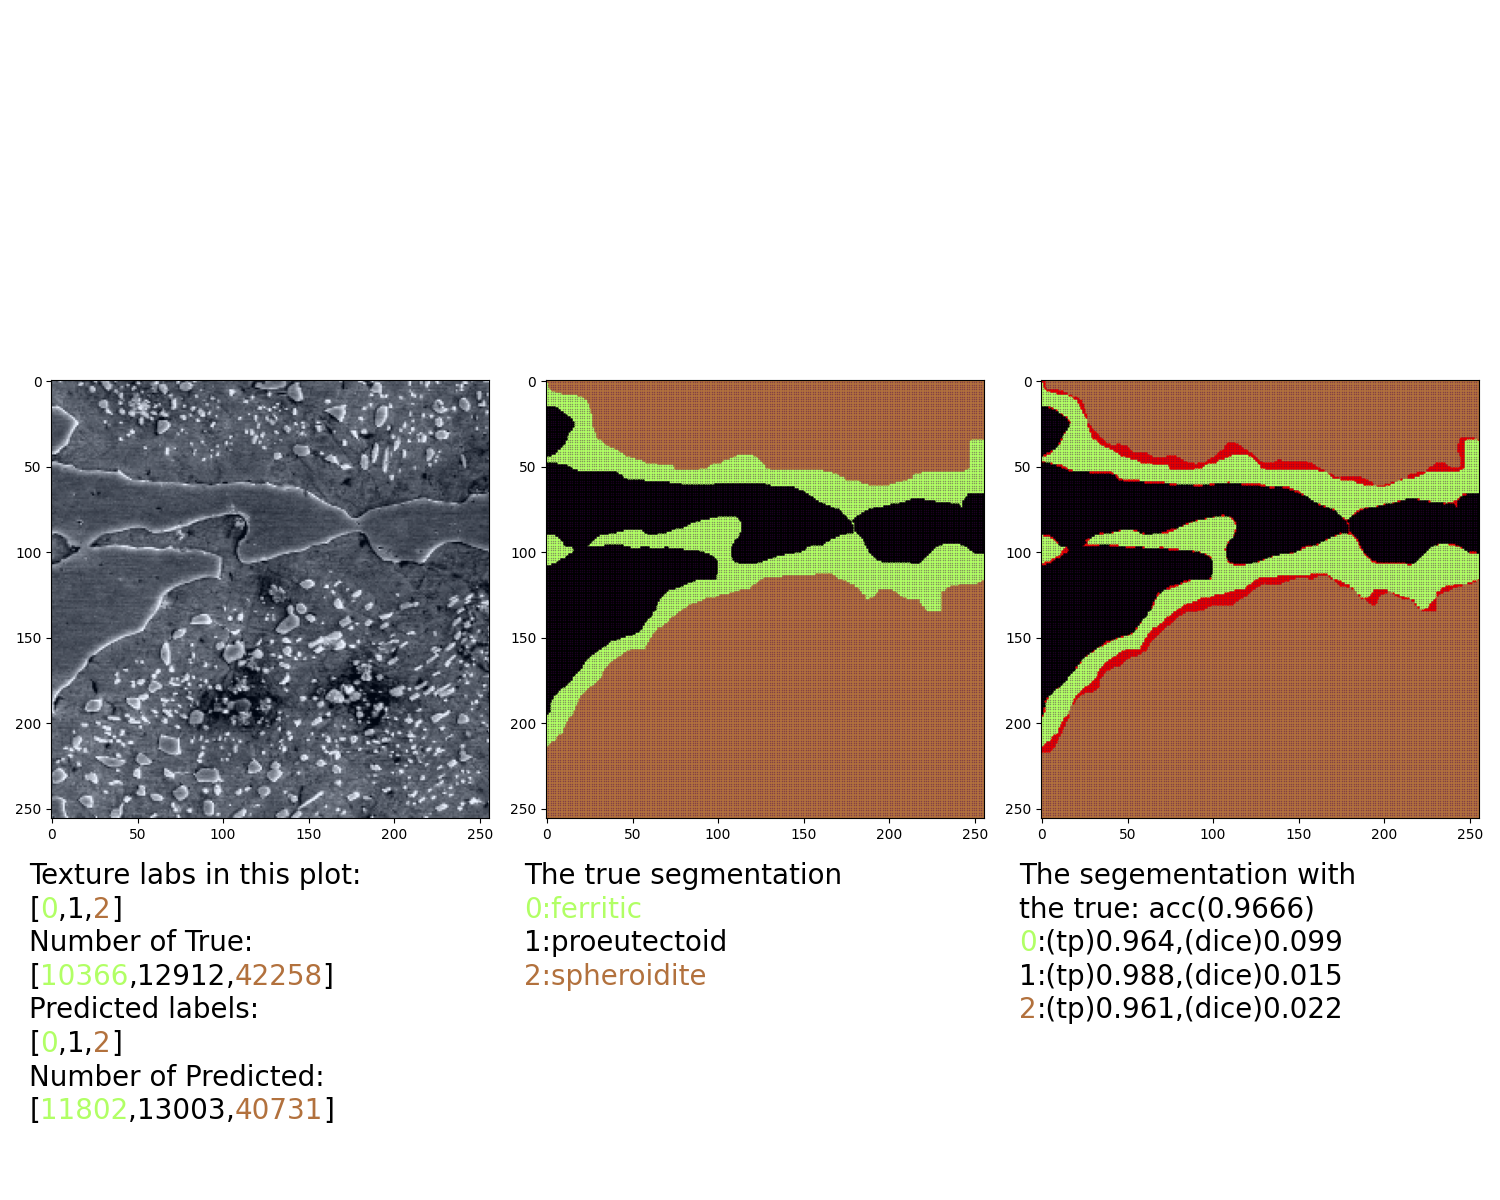 0
50
100
150
200
250
0 50 100 150 200 250
0
50
100
150
200
250
0 50 100 150 200 250
0
50
100
150
200
250
0 50 100 150 200 250
Texture labs in this plot:
[0,1,2]
Number of True:
[10366,12912,42258]
Predicted labels:
[0,1,2]
Number of Predicted:
[11802,13003,40731]
The true segmentation
0:ferritic
1:proeutectoid
2:spheroidite
The segementation with
the true: acc(0.9666)
0:(tp)0.964,(dice)0.099
1:(tp)0.988,(dice)0.015
2:(tp)0.961,(dice)0.022